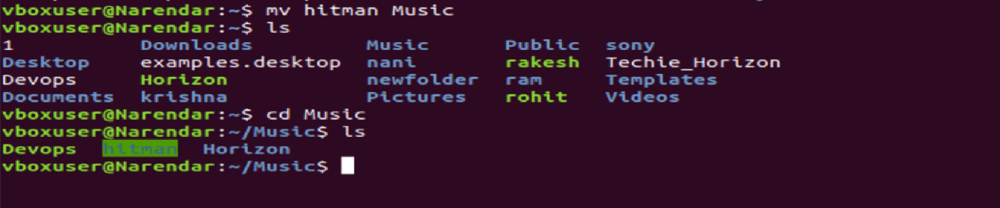 vboxuser@Narendar:~$ mv hitman Music
vboxuser@Narendar:~$ ls
1 Downloads Music Public sony
Desktop examples.desktop nani rakesh Techie_Horizon
Devops Horizon newfolder ram Templates
Documents krishna Pictures rohit Videos
vboxuser@Narendar:~$ cd Music
vboxuser@Narendar:~/Music$ ls
Devops hitman Horizon
vboxuser@Narendar:~/Music$